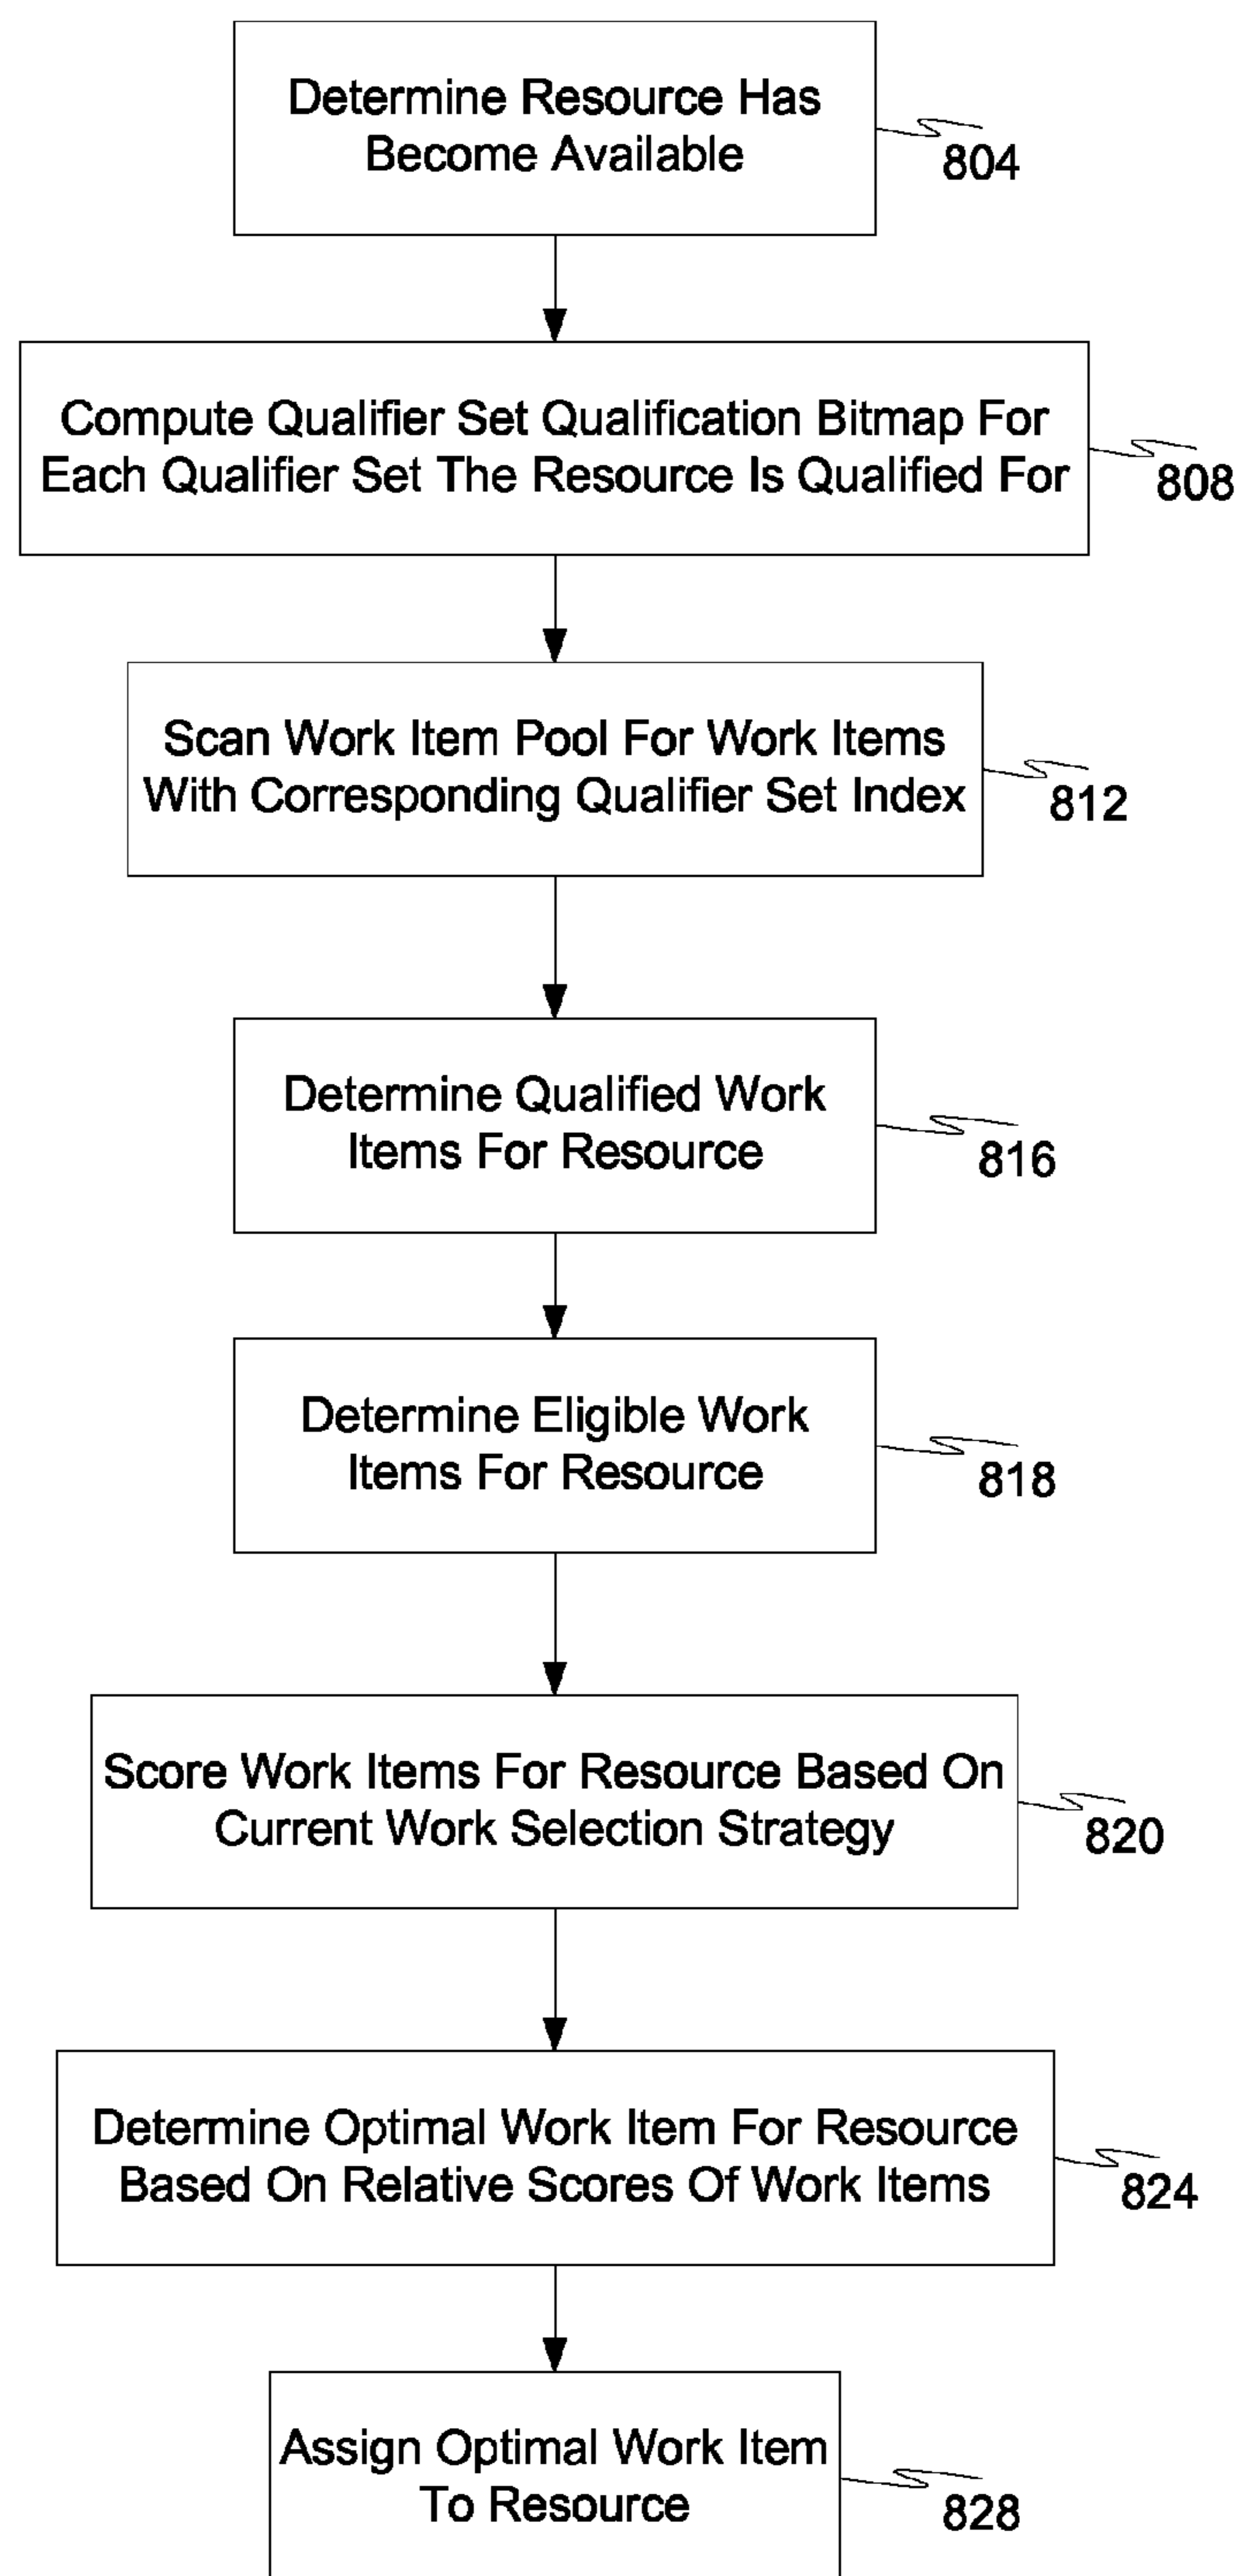 Determine Resource Has
Become Available
804
Compute Qualifier Set Qualification Bitmap For
Each Qualifier Set The Resource Is Qualified For
808
Scan Work Item Pool For Work Items
With Corresponding Qualifier Set Index
812
Determine Qualified Work
Items For Resource
816
Determine Eligible Work
Items For Resource
818
Score Work Items For Resource Based On
Current Work Selection Strategy
820
Determine Optimal Work Item For Resource
Based On Relative Scores Of Work Items
824
Assign Optimal Work Item
To Resource
828